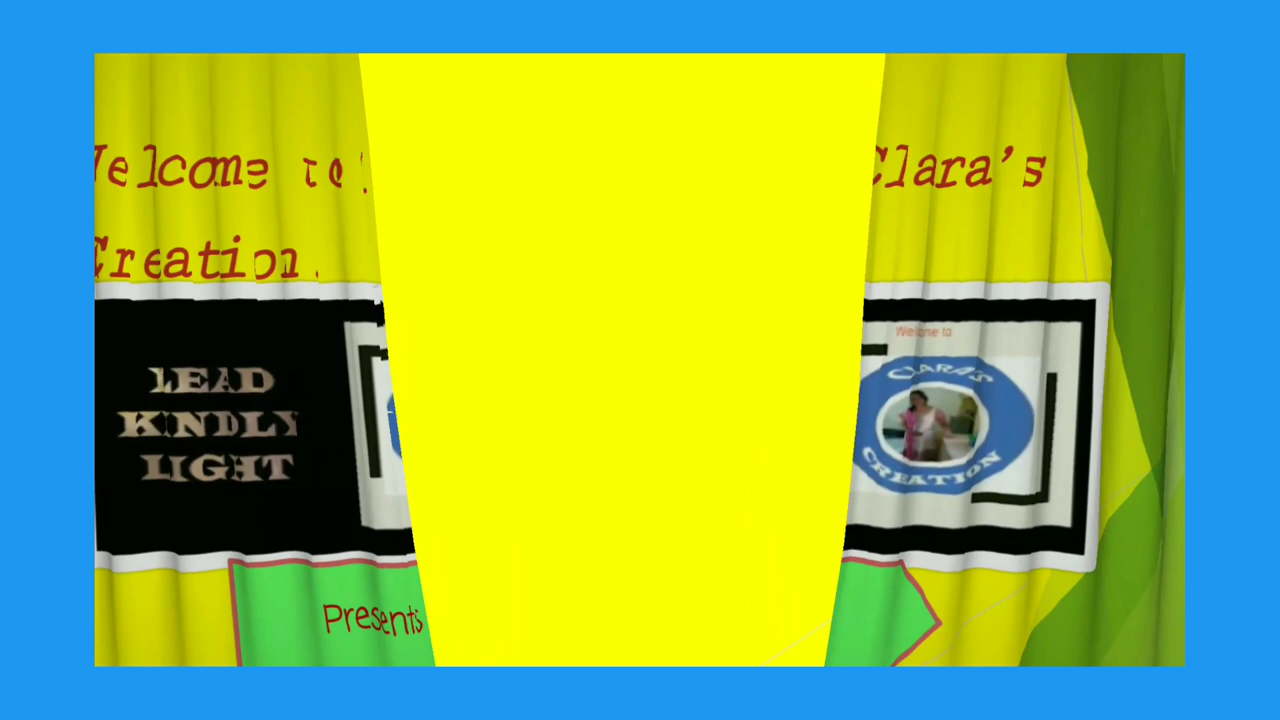 Welcome to Clara's
Creation.
LEAD
KINDLY
LIGHT
Welcome to
CLARA'S
CREATION
Presents